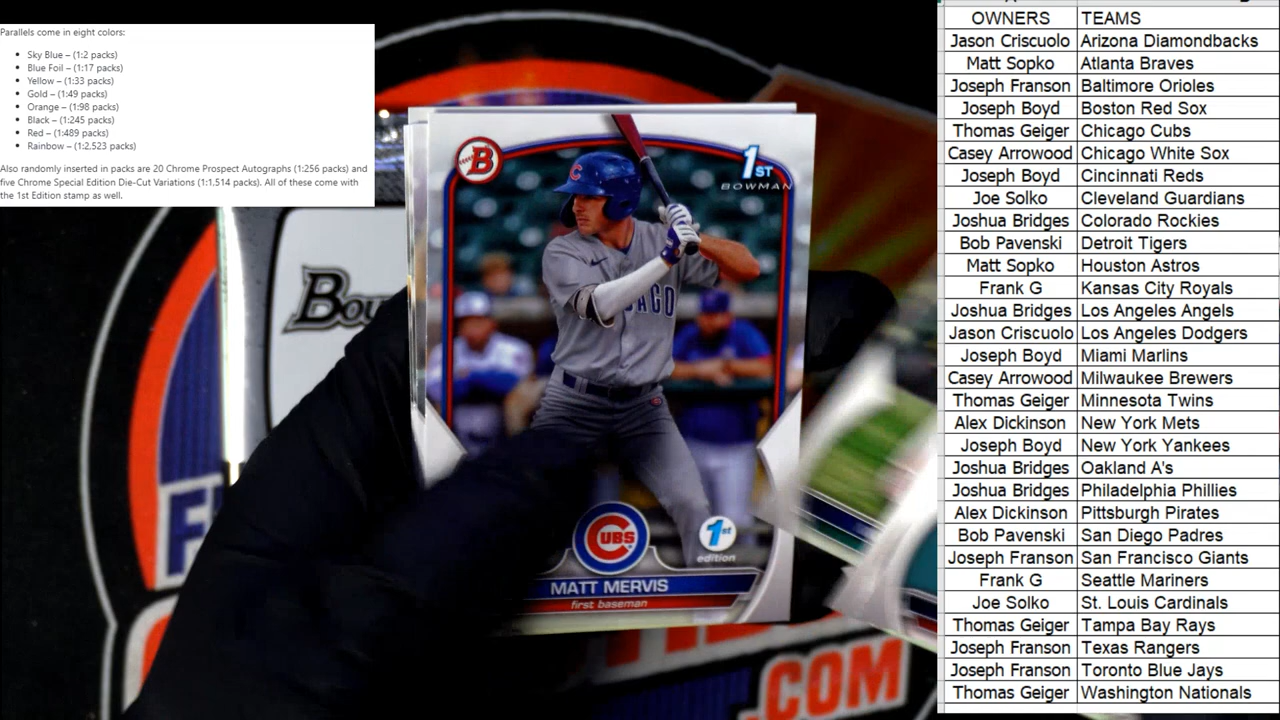 Parallels come in eight colors:
• Sky Blue – (1:2 packs)
• Blue Foil – (1:17 packs)
• Yellow – (1:33 packs)
• Gold – (1:49 packs)
• Orange – (1:98 packs)
• Black – (1:245 packs)
• Red – (1:489 packs)
• Rainbow – (1:2,523 packs)
Also randomly inserted in packs are 20 Chrome Prospect Autographs (1:256 packs) and
five Chrome Special Edition Die-Cut Variations (1:1,514 packs). All of these come with
the 1st Edition stamp as well.
B
1ST
BOWMAN
C
CUBS
1st
edition
MATT MERVIS
first baseman
.COM
OWNERS TEAMS
Jason Criscuolo Arizona Diamondbacks
Matt Sopko Atlanta Braves
Joseph Franson Baltimore Orioles
Joseph Boyd Boston Red Sox
Thomas Geiger Chicago Cubs
Casey Arrowood Chicago White Sox
Joseph Boyd Cincinnati Reds
Joe Solko Cleveland Guardians
Joshua Bridges Colorado Rockies
Bob Pavenski Detroit Tigers
Matt Sopko Houston Astros
Frank G Kansas City Royals
Joshua Bridges Los Angeles Angels
Jason Criscuolo Los Angeles Dodgers
Joseph Boyd Miami Marlins
Casey Arrowood Milwaukee Brewers
Thomas Geiger Minnesota Twins
Alex Dickinson New York Mets
Joseph Boyd New York Yankees
Joshua Bridges Oakland A's
Joshua Bridges Philadelphia Phillies
Alex Dickinson Pittsburgh Pirates
Bob Pavenski San Diego Padres
Joseph Franson San Francisco Giants
Frank G Seattle Mariners
Joe Solko St. Louis Cardinals
Thomas Geiger Tampa Bay Rays
Joseph Franson Texas Rangers
Joseph Franson Toronto Blue Jays
Thomas Geiger Washington Nationals